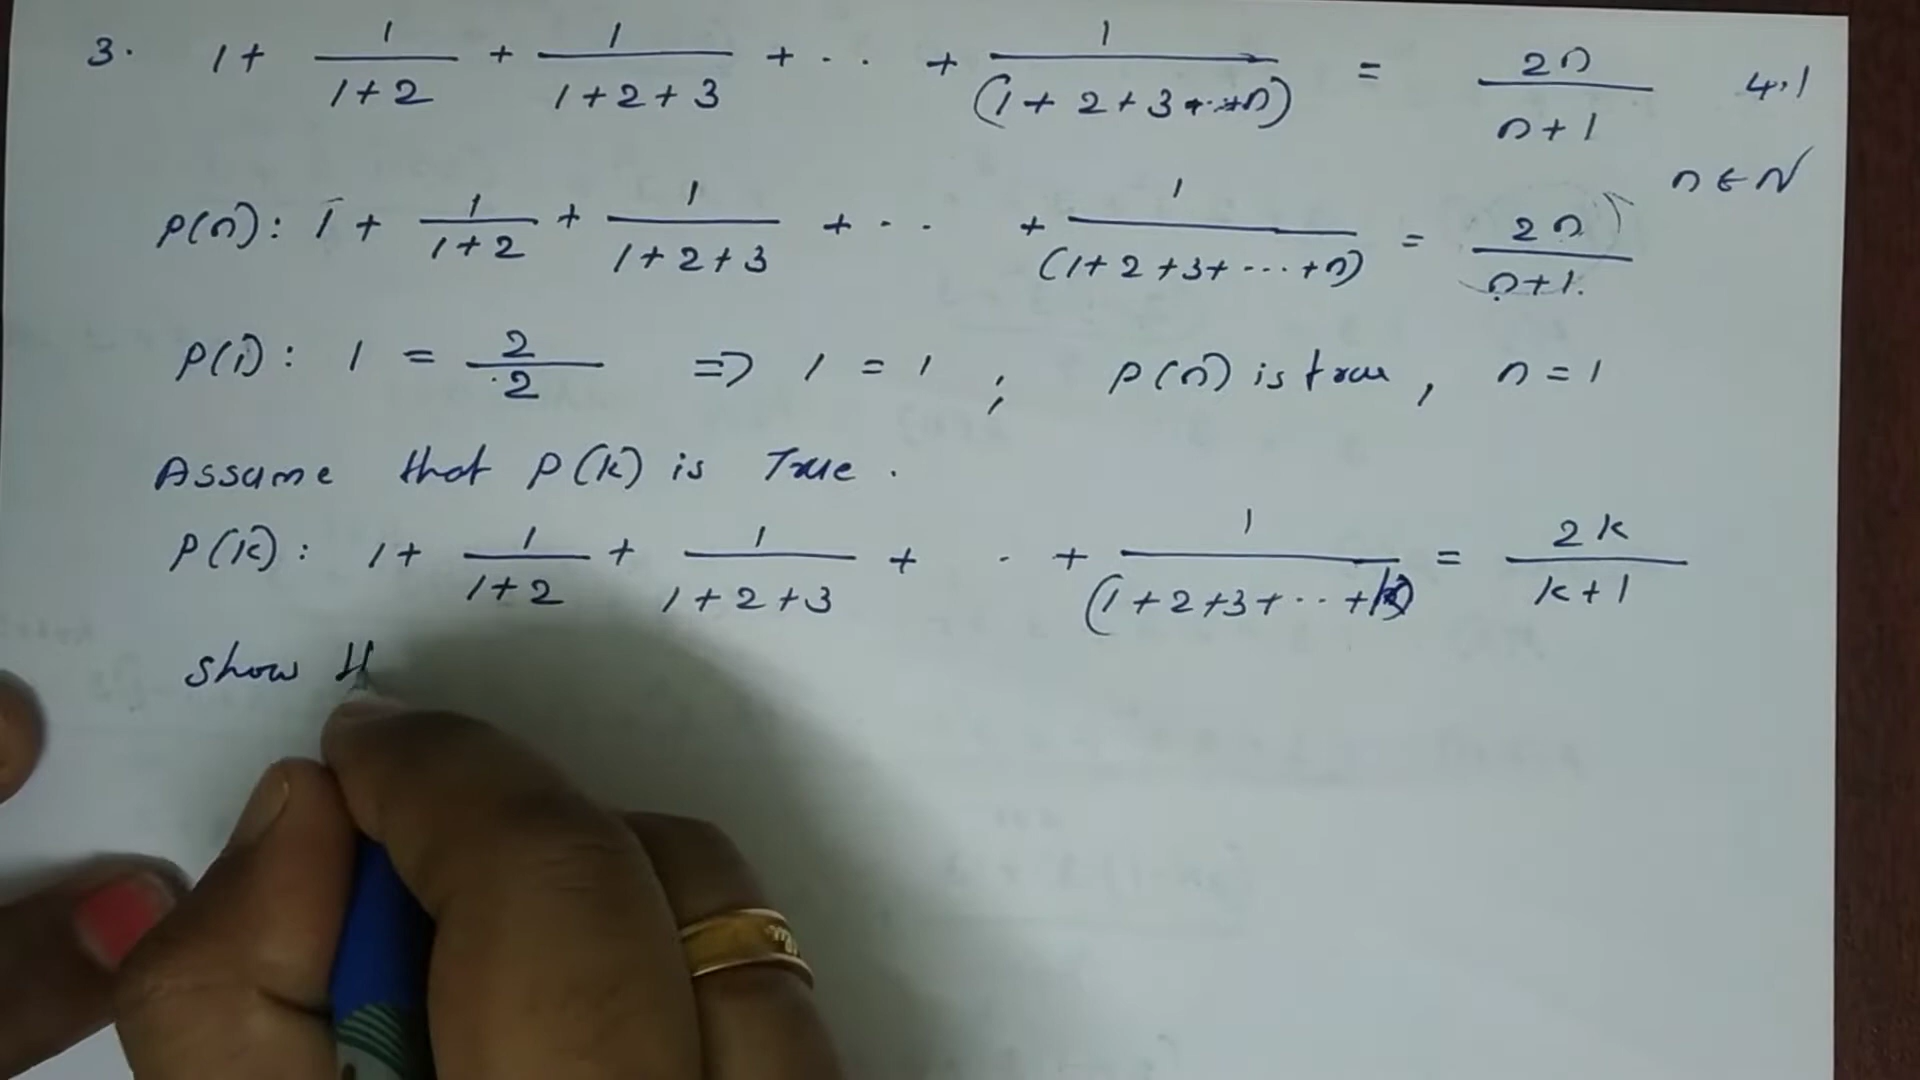 3. 1 + 1/(1+2) + 1/(1+2+3) + .. + 1/(1+2+3+..+n) = 2n/(n+1) 4.1
n ∈ N
P(n): 1 + 1/(1+2) + 1/(1+2+3) + .. + 1/(1+2+3+...+n) = 2n/(n+1)
P(1): 1 = 2/2 ⇒ 1 = 1 ; P(n) is true, n = 1
Assume that P(k) is True.
P(k): 1 + 1/(1+2) + 1/(1+2+3) + . + 1/(1+2+3+..+k) = 2k/(k+1)
show